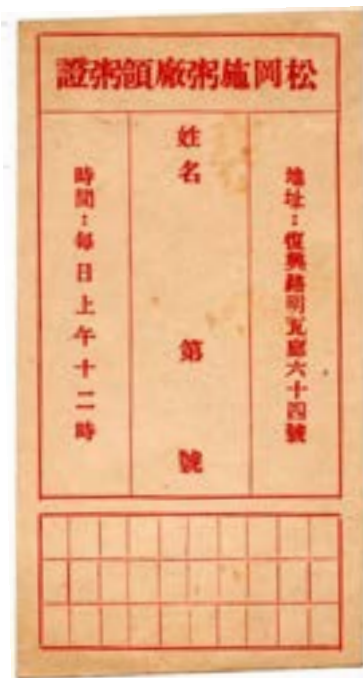 松岡施粥廠領粥證
地址：復興路明瓦廊六十四號
姓名
第　號
時間：每日上午十二時